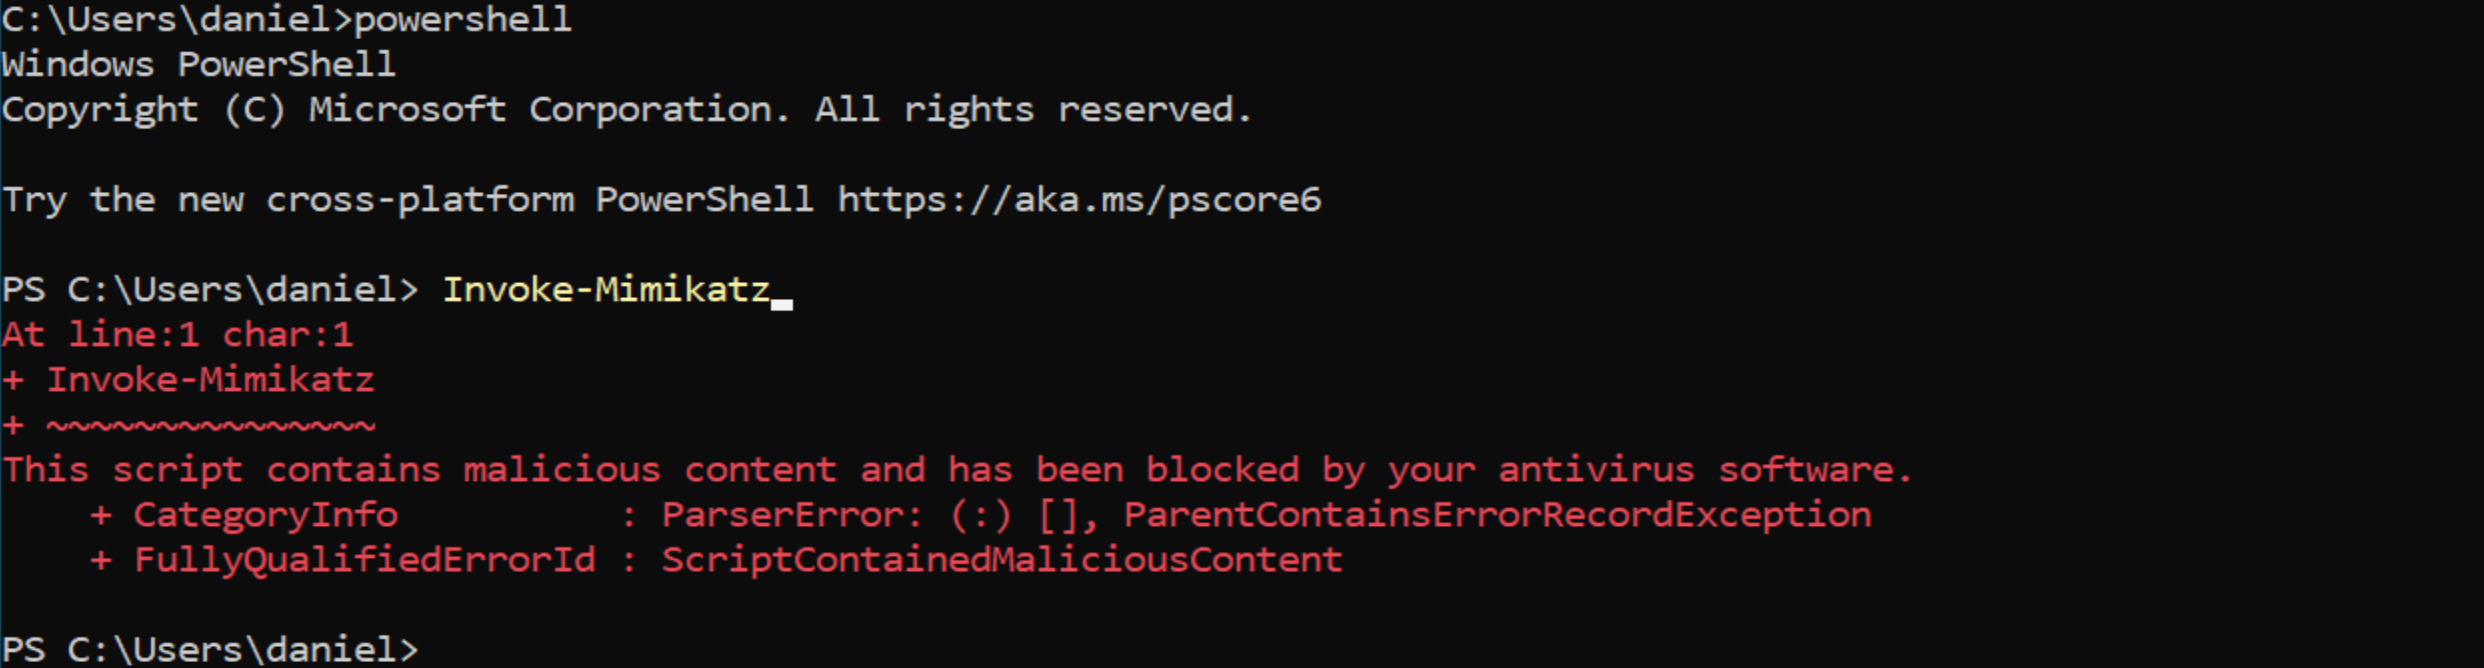 C:\Users\daniel>powershell
Windows PowerShell
Copyright (C) Microsoft Corporation. All rights reserved.
Try the new cross-platform PowerShell https://aka.ms/pscore6
PS C:\Users\daniel> Invoke-Mimikatz
At line:1 char:1
+ Invoke-Mimikatz
+ ~~~~~~~~~~~~~~~
This script contains malicious content and has been blocked by your antivirus software.
    + CategoryInfo          : ParserError: (:) [], ParentContainsErrorRecordException
    + FullyQualifiedErrorId : ScriptContainedMaliciousContent
PS C:\Users\daniel>